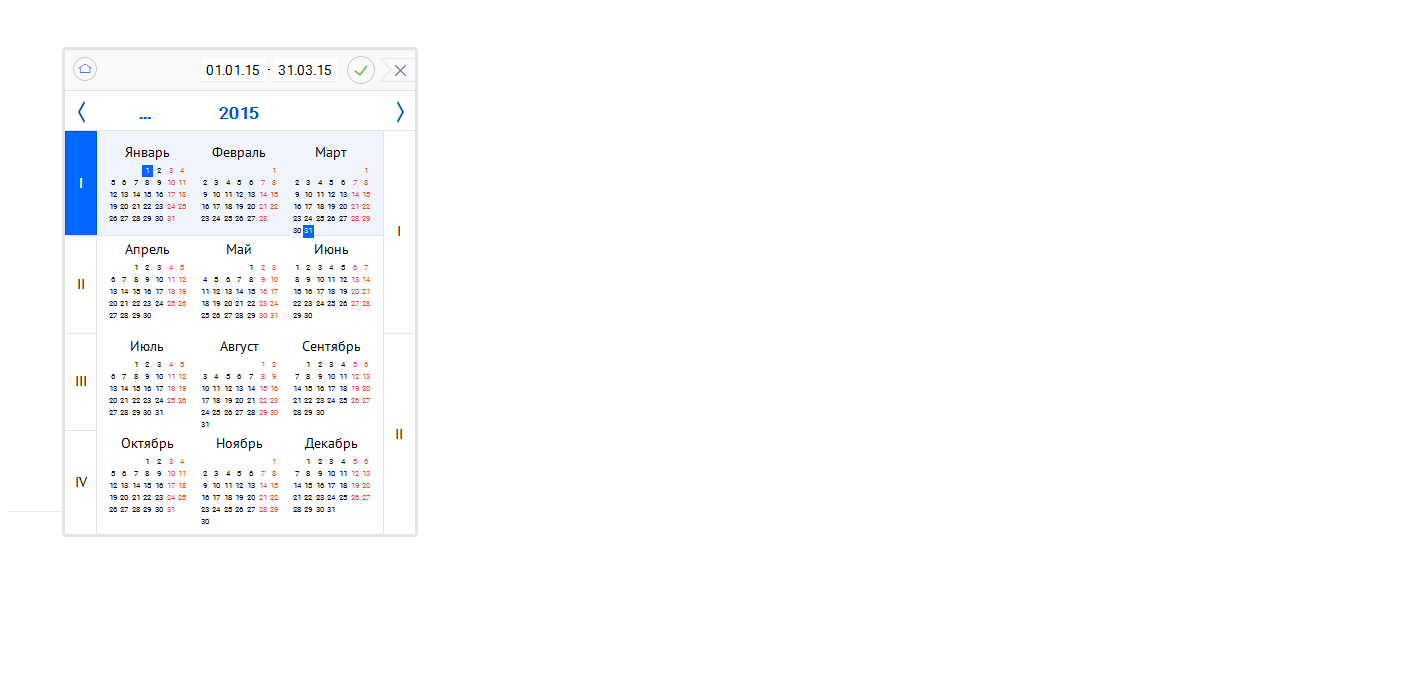 01.01.15 - 31.03.15
... 2015
Январь Февраль Март
1 2 3 4 1 1
5 6 7 8 9 10 11 2 3 4 5 6 7 8 2 3 4 5 6 7 8
12 13 14 15 16 17 18 9 10 11 12 13 14 15 9 10 11 12 13 14 15
I
19 20 21 22 23 24 25 16 17 18 19 20 21 22 16 17 18 19 20 21 22
26 27 28 29 30 31 23 24 25 26 27 28 23 24 25 26 27 28 29
30 31
I
Апрель Май Июнь
1 2 3 4 5 1 2 3 1 2 3 4 5 6 7
6 7 8 9 10 11 12 4 5 6 7 8 9 10 8 9 10 11 12 13 14
II
13 14 15 16 17 18 19 11 12 13 14 15 16 17 15 16 17 18 19 20 21
20 21 22 23 24 25 26 18 19 20 21 22 23 24 22 23 24 25 26 27 28
27 28 29 30 25 26 27 28 29 30 31 29 30
Июль Август Сентябрь
1 2 3 4 5 1 2 1 2 3 4 5 6
6 7 8 9 10 11 12 3 4 5 6 7 8 9 7 8 9 10 11 12 13
III
13 14 15 16 17 18 19 10 11 12 13 14 15 16 14 15 16 17 18 19 20
20 21 22 23 24 25 26 17 18 19 20 21 22 23 21 22 23 24 25 26 27
27 28 29 30 31 24 25 26 27 28 29 30 28 29 30
31
II
Октябрь Ноябрь Декабрь
1 2 3 4 1 1 2 3 4 5 6
5 6 7 8 9 10 11 2 3 4 5 6 7 8 7 8 9 10 11 12 13
IV
12 13 14 15 16 17 18 9 10 11 12 13 14 15 14 15 16 17 18 19 20
19 20 21 22 23 24 25 16 17 18 19 20 21 22 21 22 23 24 25 26 27
26 27 28 29 30 31 23 24 25 26 27 28 29 28 29 30 31
30